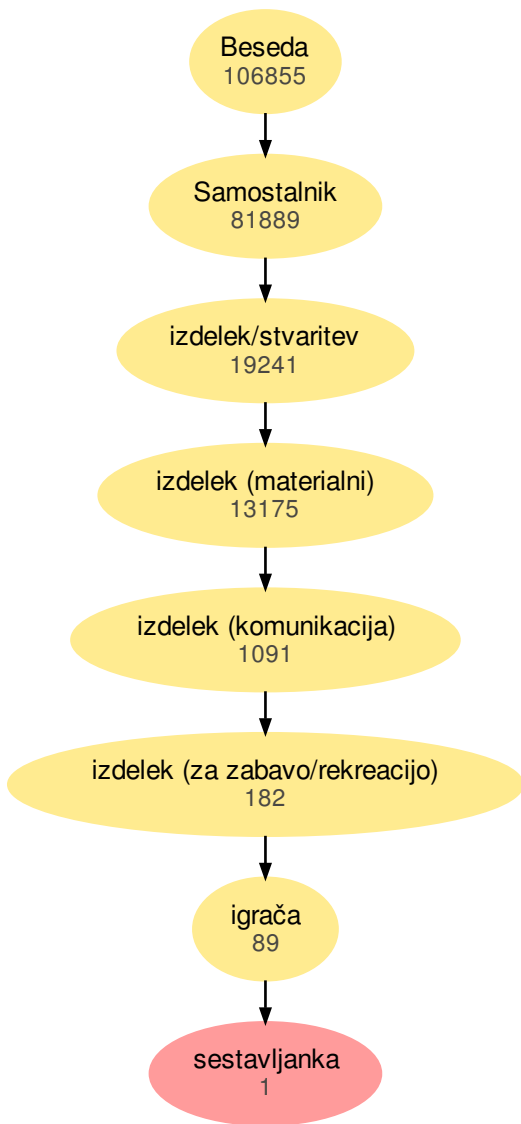 Beseda
106855
Samostalnik
81889
izdelek/stvaritev
19241
izdelek (materialni)
13175
izdelek (komunikacija)
1091
izdelek (za zabavo/rekreacijo)
182
igrača
89
sestavljanka
1